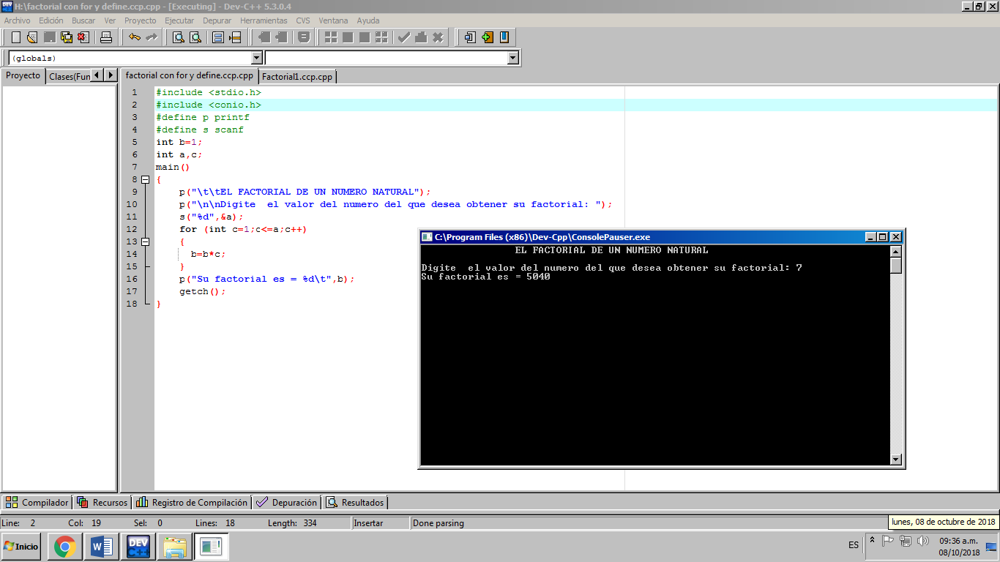 H:\factorial con for y define.ccp.cpp - [Executing] - Dev-C++ 5.3.0.4
Archivo Edición Buscar Ver Proyecto Ejecutar Depurar Herramientas CVS Ventana Ayuda
(globals)
Proyecto Clases(Fun factorial con for y define.ccp.cpp Factorial1.ccp.cpp
1 #include <stdio.h>
2 #include <conio.h>
3 #define p printf
4 #define s scanf
5 int b=1;
6 int a,c;
7 main()
8 {
9 p("\t\tEL FACTORIAL DE UN NUMERO NATURAL");
10 p("\n\nDigite  el valor del numero del que desea obtener su factorial: ");
11 s("%d",&a);
12 for (int c=1;c<=a;c++)
13 {
14 b=b*c;
15 }
16 p("Su factorial es = %d\t",b);
17 getch();
18 }
C:\Program Files (x86)\Dev-Cpp\ConsolePauser.exe
EL FACTORIAL DE UN NUMERO NATURAL
Digite  el valor del numero del que desea obtener su factorial: 7
Su factorial es = 5040
Compilador Recursos Registro de Compilación Depuración Resultados
Line: 2 Col: 19 Sel: 0 Lines: 18 Length: 334 Insertar Done parsing
lunes, 08 de octubre de 2018
Inicio DEV C++ ES 09:36 a.m.
08/10/2018